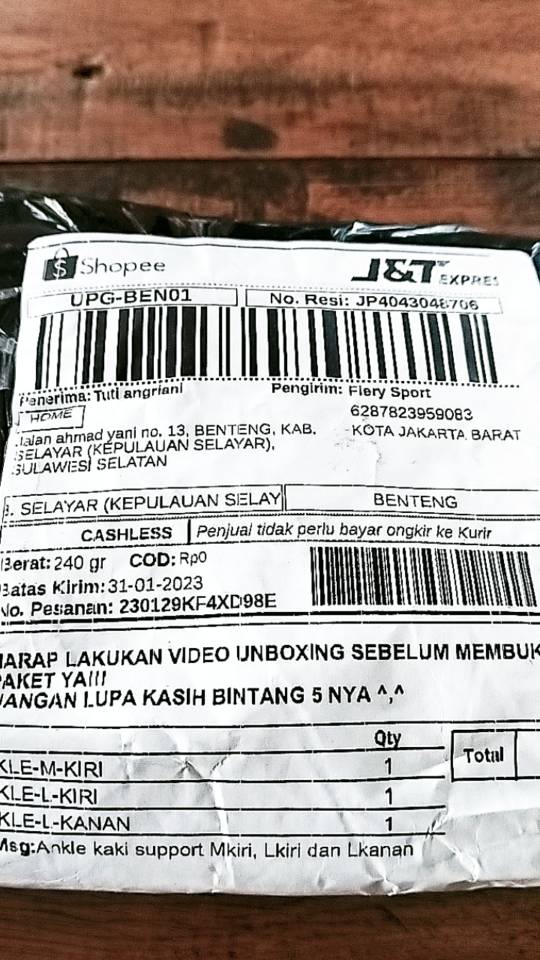 Shopee
J&T EXPRES
UPG-BEN01
No. Resi: JP4043048706
Penerima: Tuti angriani
Pengirim: Fiery Sport
HOME
6287823959083
Jalan ahmad yani no. 13, BENTENG, KAB.
KOTA JAKARTA BARAT
SELAYAR (KEPULAUAN SELAYAR),
SULAWESI SELATAN
. SELAYAR (KEPULAUAN SELAY
BENTENG
CASHLESS
Penjual tidak perlu bayar ongkir ke Kurir
Berat: 240 gr COD: Rp0
Batas Kirim: 31-01-2023
No. Pesanan: 230129KF4XD98E
HARAP LAKUKAN VIDEO UNBOXING SEBELUM MEMBUK
PAKET YA!!!
JANGAN LUPA KASIH BINTANG 5 NYA ^,^
Qty
Total
KLE-M-KIRI 1
KLE-L-KIRI 1
KLE-L-KANAN 1
Msg:Ankle kaki support Mkiri, Lkiri dan Lkanan